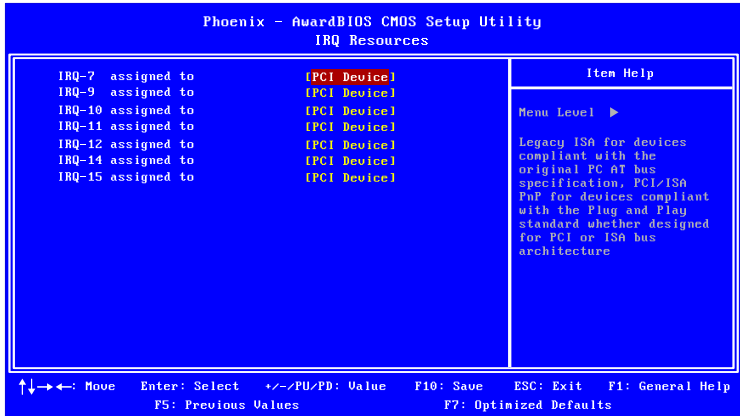 Phoenix - AwardBIOS CMOS Setup Utility
IRQ Resources
IRQ-7 assigned to [PCI Device]
IRQ-9 assigned to [PCI Device]
IRQ-10 assigned to [PCI Device]
IRQ-11 assigned to [PCI Device]
IRQ-12 assigned to [PCI Device]
IRQ-14 assigned to [PCI Device]
IRQ-15 assigned to [PCI Device]
Item Help
Menu Level ▶
Legacy ISA for devices
compliant with the
original PC AT bus
specification, PCI/ISA
PnP for devices compliant
with the Plug and Play
standard whether designed
for PCI or ISA bus
architecture
↑↓→←: Move Enter: Select +/-/PU/PD: Value F10: Save ESC: Exit F1: General Help
F5: Previous Values F7: Optimized Defaults